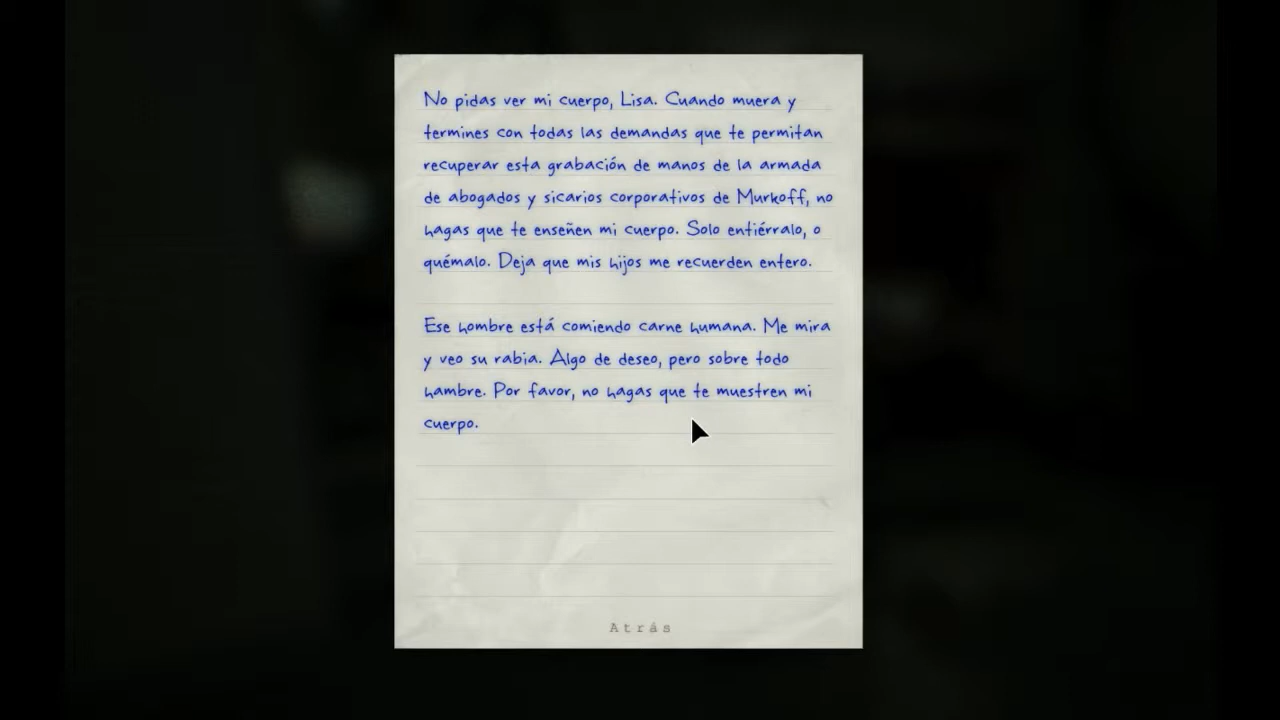 No pidas ver mi cuerpo, Lisa. Cuando muera y
termines con todas las demandas que te permitan
recuperar esta grabación de manos de la armada
de abogados y sicarios corporativos de Murkoff, no
hagas que te enseñen mi cuerpo. Solo entiérralo, o
quémalo. Deja que mis hijos me recuerden entero.
Ese hombre está comiendo carne humana. Me mira
y veo su rabia. Algo de deseo, pero sobre todo
hambre. Por favor, no hagas que te muestren mi
cuerpo.
Atrás